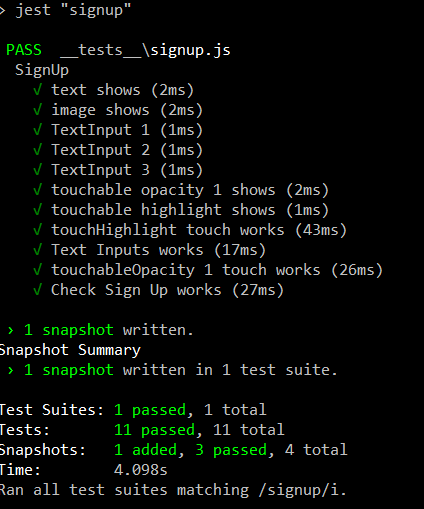 > jest "signup"
PASS __tests__\signup.js
SignUp
√ text shows (2ms)
√ image shows (2ms)
√ TextInput 1 (1ms)
√ TextInput 2 (1ms)
√ TextInput 3 (1ms)
√ touchable opacity 1 shows (2ms)
√ touchable highlight shows (1ms)
√ touchHighlight touch works (43ms)
√ Text Inputs works (17ms)
√ touchableOpacity 1 touch works (26ms)
√ Check Sign Up works (27ms)
› 1 snapshot written.
Snapshot Summary
› 1 snapshot written in 1 test suite.
Test Suites: 1 passed, 1 total
Tests: 11 passed, 11 total
Snapshots: 1 added, 3 passed, 4 total
Time: 4.098s
Ran all test suites matching /signup/i.